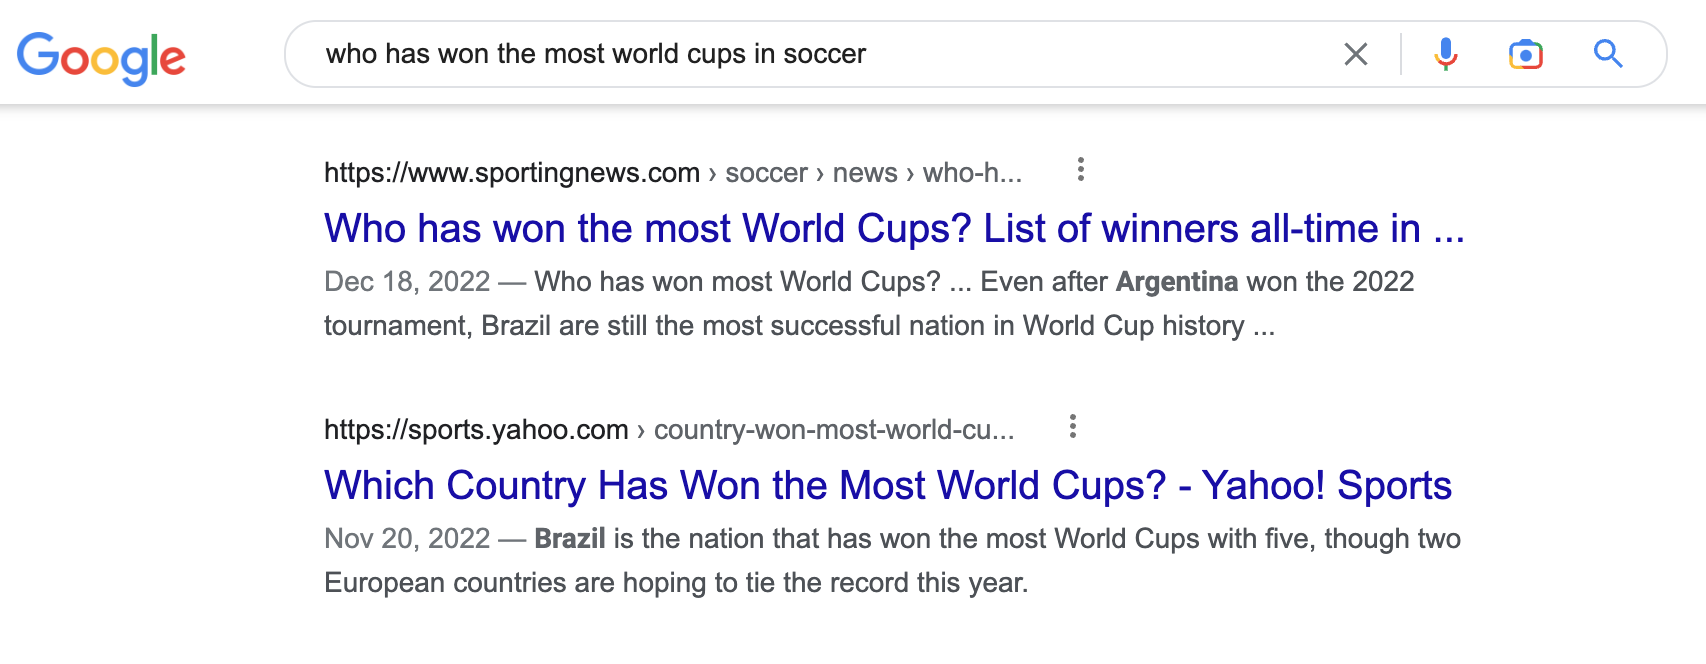 Google
who has won the most world cups in soccer
https://www.sportingnews.com › soccer › news › who-h...
Who has won the most World Cups? List of winners all-time in ...
Dec 18, 2022 — Who has won most World Cups? ... Even after Argentina won the 2022
tournament, Brazil are still the most successful nation in World Cup history ...
https://sports.yahoo.com › country-won-most-world-cu...
Which Country Has Won the Most World Cups? - Yahoo! Sports
Nov 20, 2022 — Brazil is the nation that has won the most World Cups with five, though two
European countries are hoping to tie the record this year.